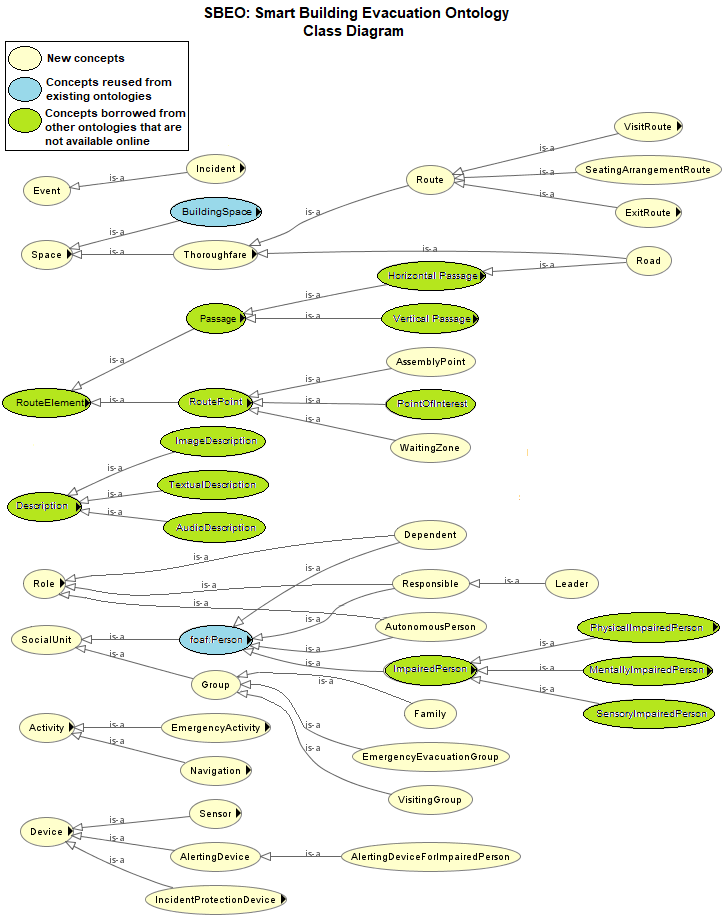 SBEO: Smart Building Evacuation Ontology
Class Diagram
New concepts
Concepts reused from
existing ontologies
Concepts borrowed from
other ontologies that are
not available online
VisitRoute
is-a
Incident
is-a
Route
is-a
SeatingArrangementRoute
Event
is-a
BuildingSpace
is-a
ExitRoute
is-a
Space
is-a
Thoroughfare
is-a
Road
is-a
Horizontal Passage
is-a
Passage
is-a
Vertical Passage
is-a
AssemblyPoint
is-a
RouteElement
is-a
RoutePoint
is-a
PointOfInterest
is-a
WaitingZone
ImageDescription
is-a
TextualDescription
is-a
Description
is-a
AudioDescription
Dependent
is-a
is-a
Role
is-a
Responsible
is-a
Leader
is-a
is-a
AutonomousPerson
PhysicalImpairedPerson
SocialUnit
is-a
foaf:Person
is-a
is-a
is-a
is-a
ImpairedPerson
is-a
MentallyImpairedPerson
Group
is-a
is-a
Family
SensoryImpairedPerson
Activity
is-a
EmergencyActivity
is-a
is-a
EmergencyEvacuationGroup
Navigation
is-a
VisitingGroup
Sensor
is-a
Device
is-a
AlertingDevice
is-a
AlertingDeviceForImpairedPerson
is-a
IncidentProtectionDevice